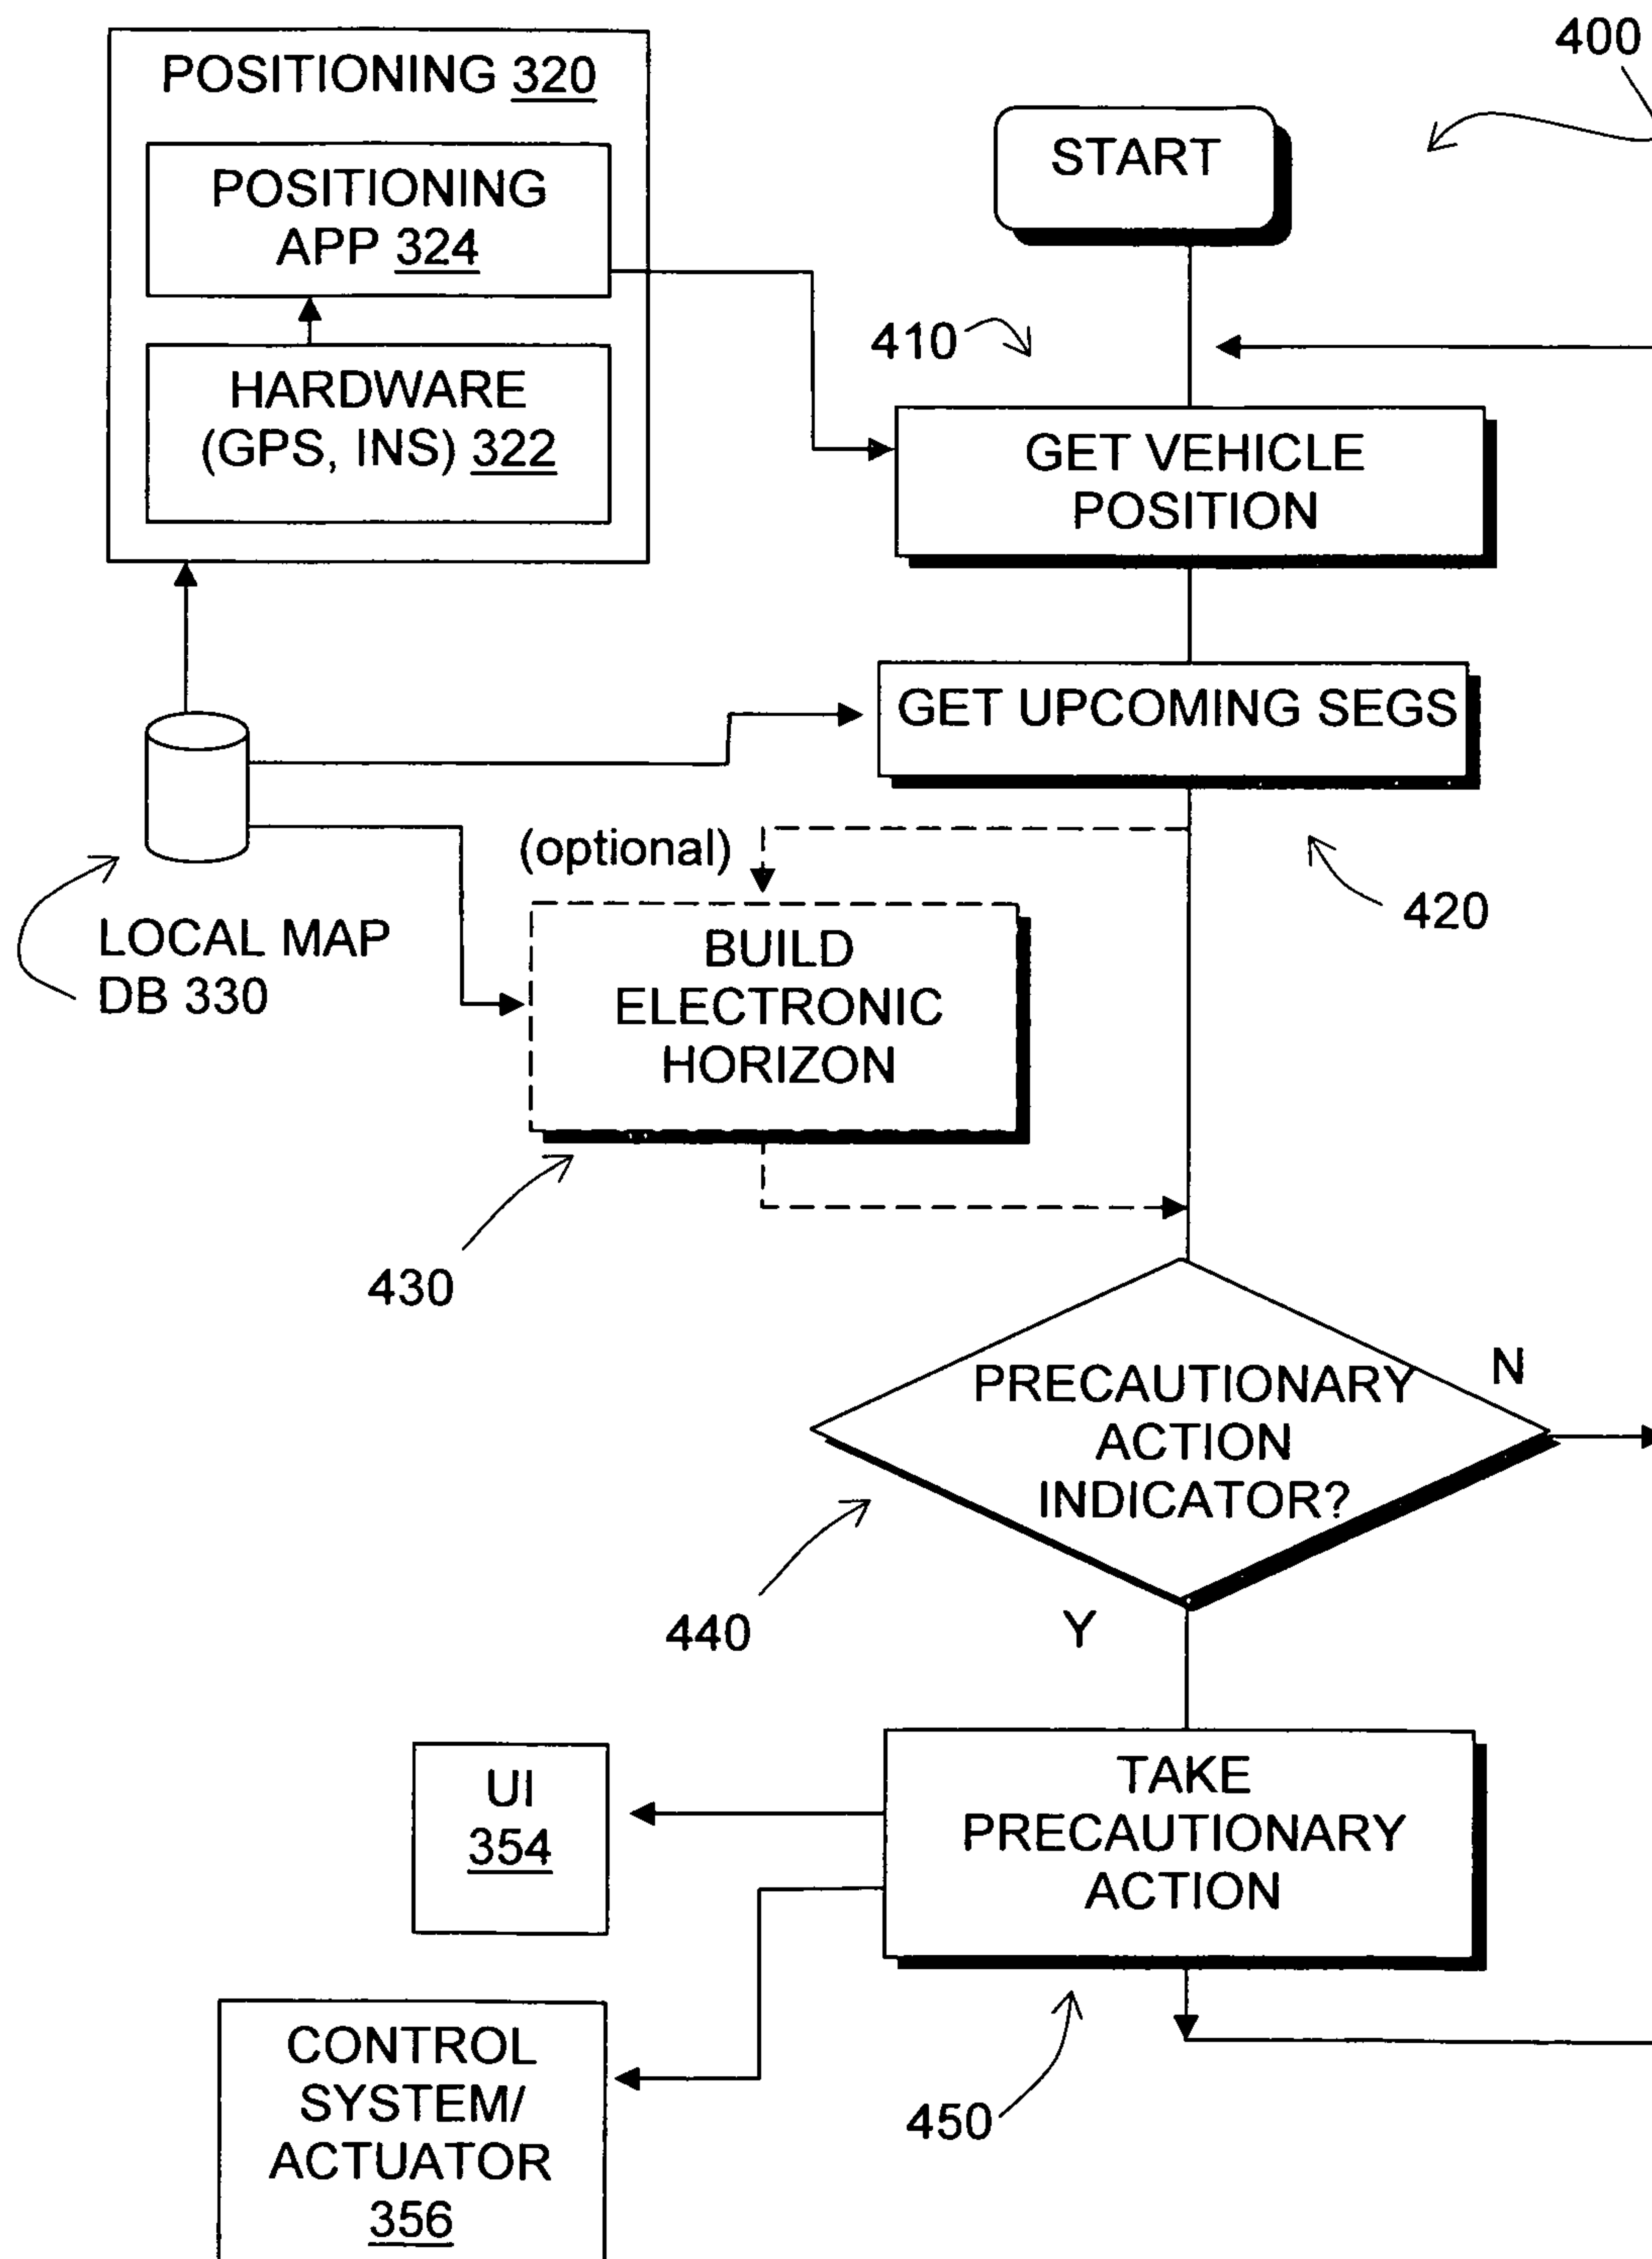 400
POSITIONING 320
POSITIONING
APP 324
HARDWARE
(GPS, INS) 322
START
410
GET VEHICLE
POSITION
GET UPCOMING SEGS
420
(optional)
LOCAL MAP
DB 330
BUILD
ELECTRONIC
HORIZON
430
PRECAUTIONARY
ACTION
INDICATOR?
N
440
Y
TAKE
PRECAUTIONARY
ACTION
UI
354
450
CONTROL
SYSTEM/
ACTUATOR
356